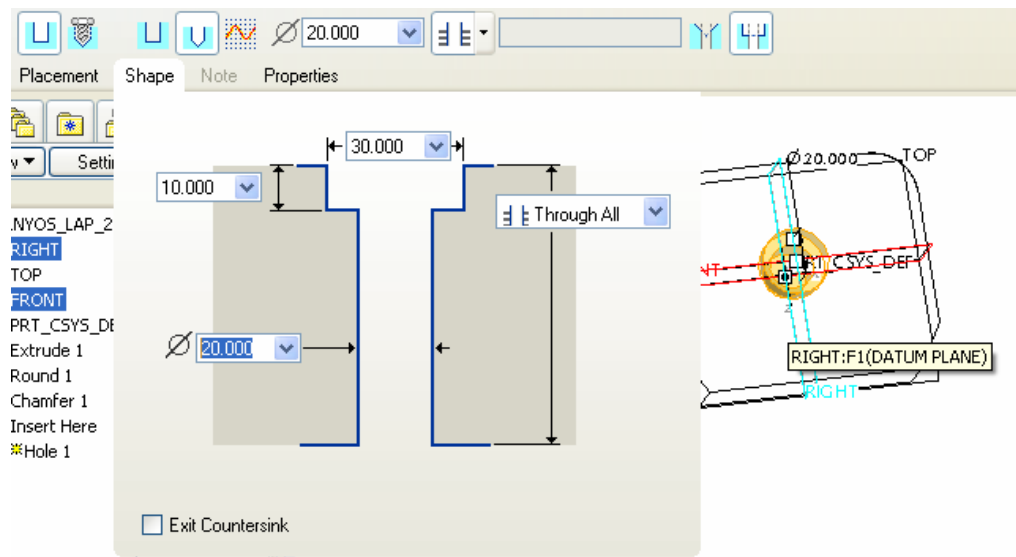 20.000
Placement Shape Note Properties
y Setti
30.000
10.000
Through All
20.000
Exit Countersink
.NYOS_LAP_2
RIGHT
TOP
FRONT
PRT_CSYS_DE
Extrude 1
Round 1
Chamfer 1
Insert Here
Hole 1
Ø20.000 TOP
NT PRT_CSYS_DEF
Z
RIGHT:F1(DATUM PLANE)
RIGHT